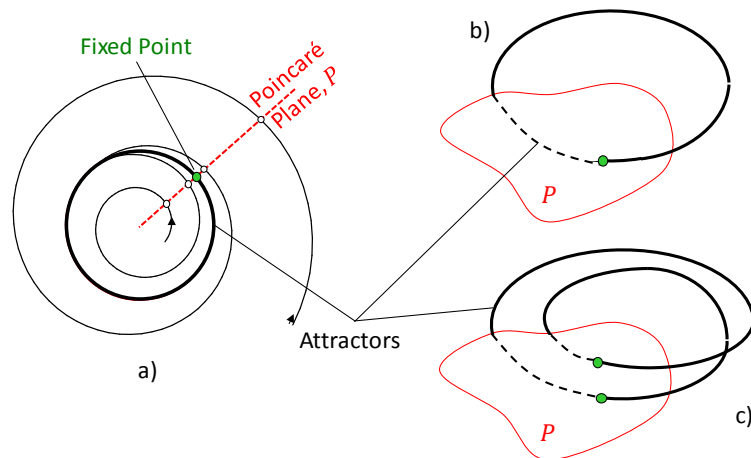 Fixed Point
Poincaré
Plane, P
b)
P
Attractors
a)
P
c)